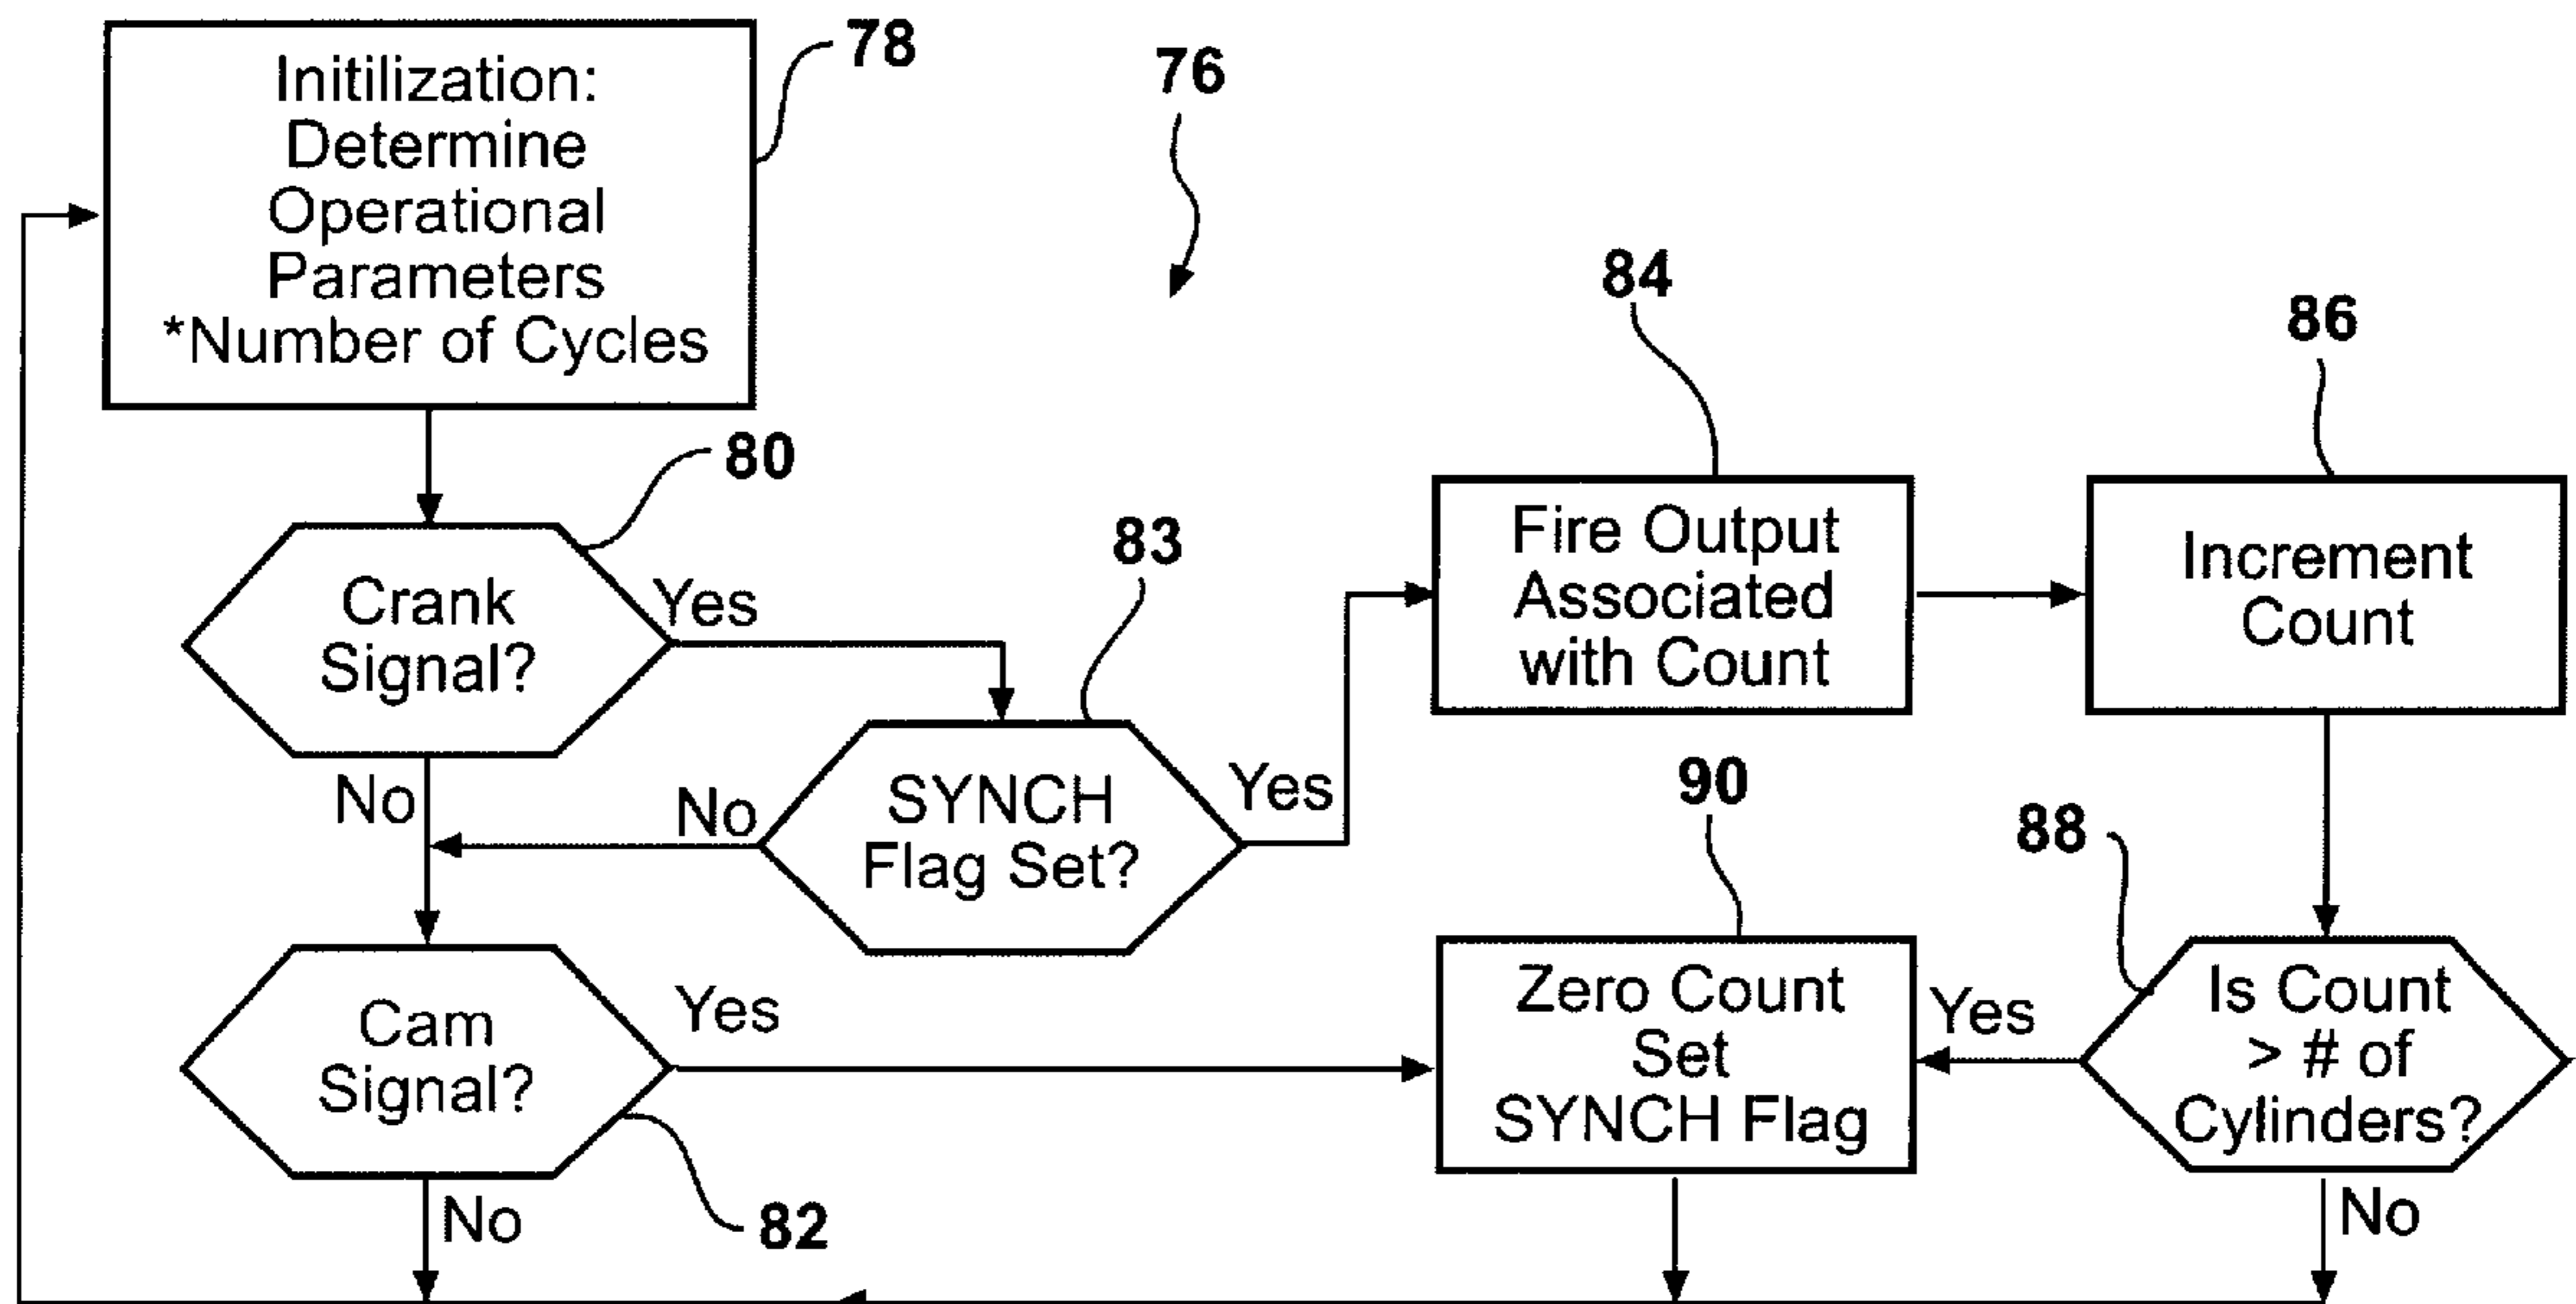 78
Initilization:
Determine
Operational
Parameters
*Number of Cycles
76
80
Crank
Signal?
Yes
No
83
SYNCH
Flag Set?
No
Yes
84
Fire Output
Associated
with Count
86
Increment
Count
88
Is Count
> # of
Cylinders?
Yes
No
90
Zero Count
Set
SYNCH Flag
Cam
Signal?
Yes
No
82